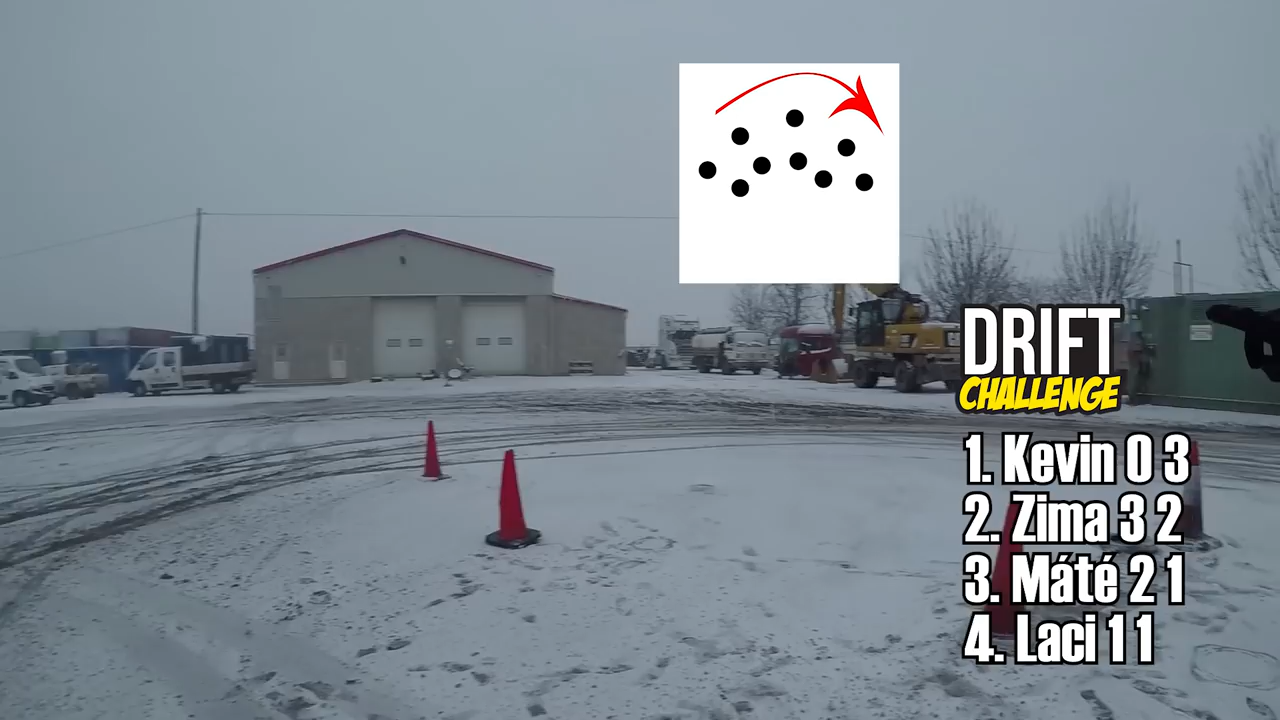 DRIFT
CHALLENGE
1. Kevin 0 3
2. Zima 3 2
3. Máté 2 1
4. Laci 1 1